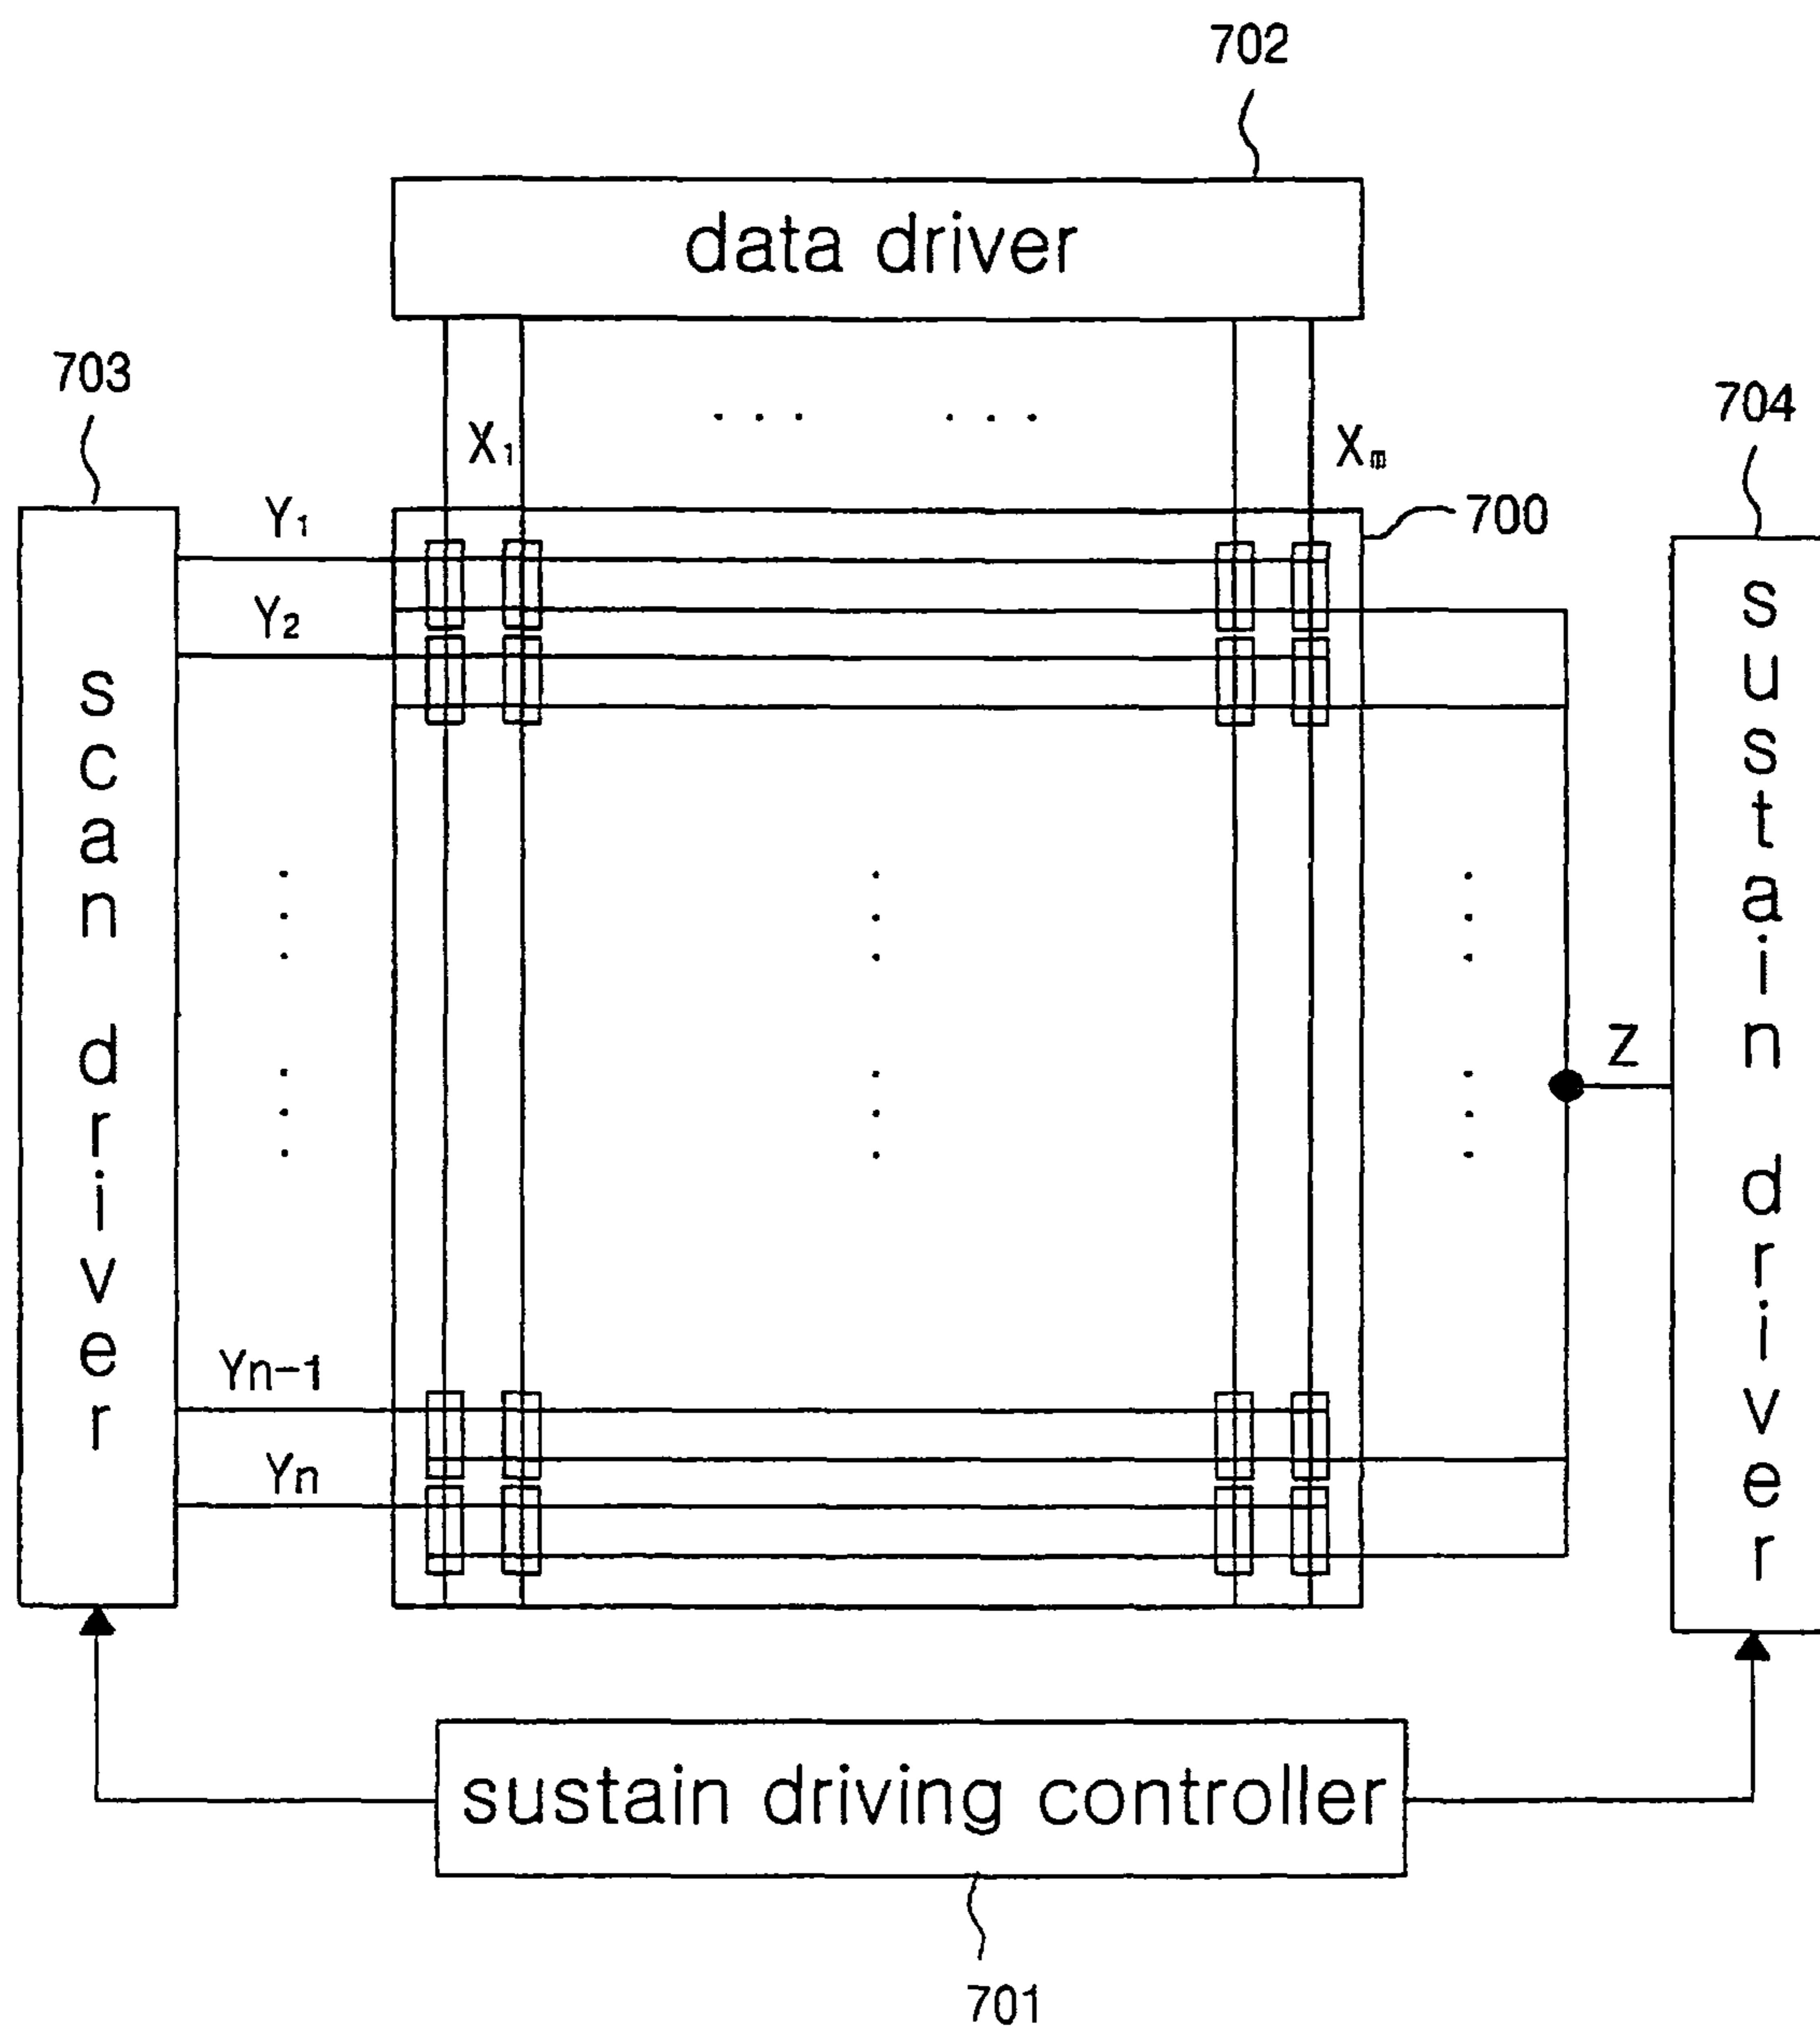 702
data driver
703
704
X₁
Xₘ
Y₁
700
Y₂
scan driver
sustain driver
Z
Yn-1
Yn
sustain driving controller
701